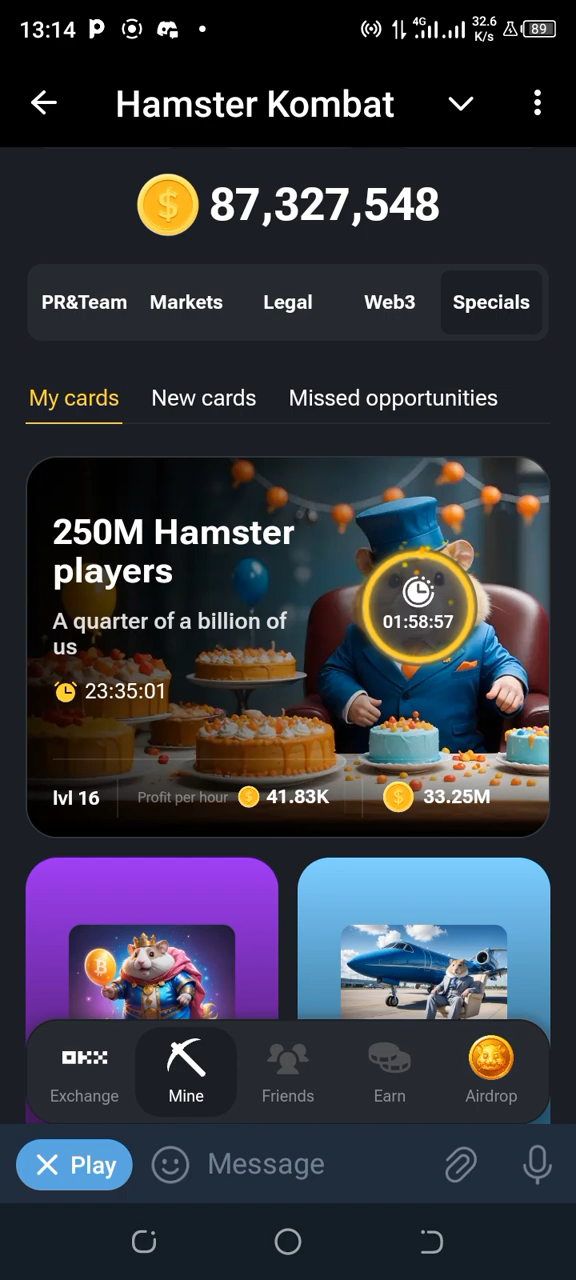 13:14 4G 32.6 K/s 89
Hamster Kombat
87,327,548
PR&Team Markets Legal Web3 Specials
My cards New cards Missed opportunities
250M Hamster
players
A quarter of a billion of
us
01:58:57
23:35:01
lvl 16 Profit per hour 41.83K 33.25M
OKX
Exchange Mine Friends Earn Airdrop
Play Message